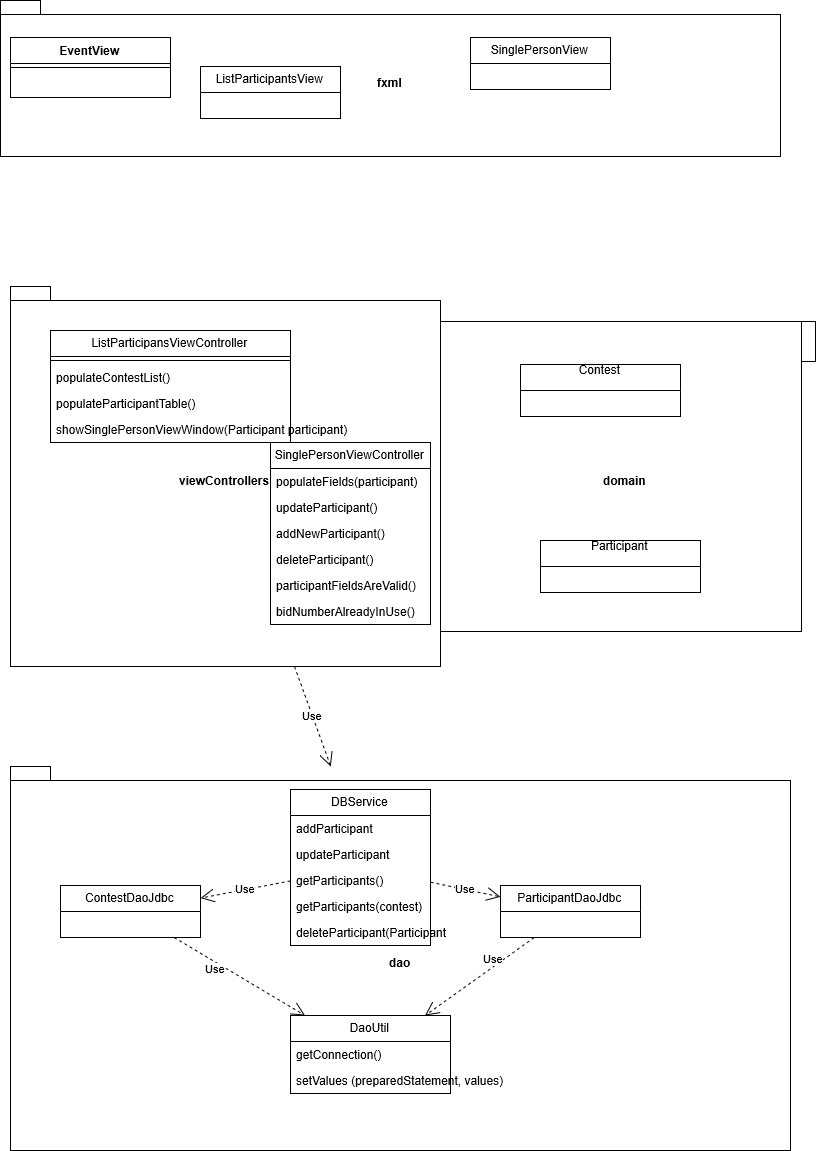 EventView
ListParticipantsView
fxml
SinglePersonView
ListParticipansViewController
populateContestList()
populateParticipantTable()
showSinglePersonViewWindow(Participant participant)
viewControllers
SinglePersonViewController
populateFields(participant)
updateParticipant()
addNewParticipant()
deleteParticipant()
participantFieldsAreValid()
bidNumberAlreadyInUse()
Contest
domain
Participant
Use
DBService
addParticipant
updateParticipant
getParticipants()
getParticipants(contest)
deleteParticipant(Participant
Use
Use
ContestDaoJdbc
ParticipantDaoJdbc
dao
Use
Use
DaoUtil
getConnection()
setValues (preparedStatement, values)